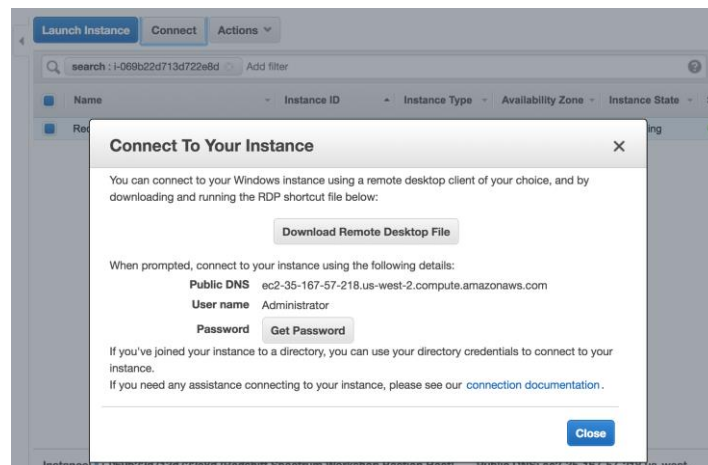 Launch Instance Connect Actions
search : i-069b22d713d722e8d Add filter
Name Instance ID Instance Type Availability Zone Instance State
Rec ing
Connect To Your Instance
You can connect to your Windows instance using a remote desktop client of your choice, and by
downloading and running the RDP shortcut file below:
Download Remote Desktop File
When prompted, connect to your instance using the following details:
Public DNS ec2-35-167-57-218.us-west-2.compute.amazonaws.com
User name Administrator
Password Get Password
If you've joined your instance to a directory, you can use your directory credentials to connect to your
instance.
If you need any assistance connecting to your instance, please see our connection documentation.
Close